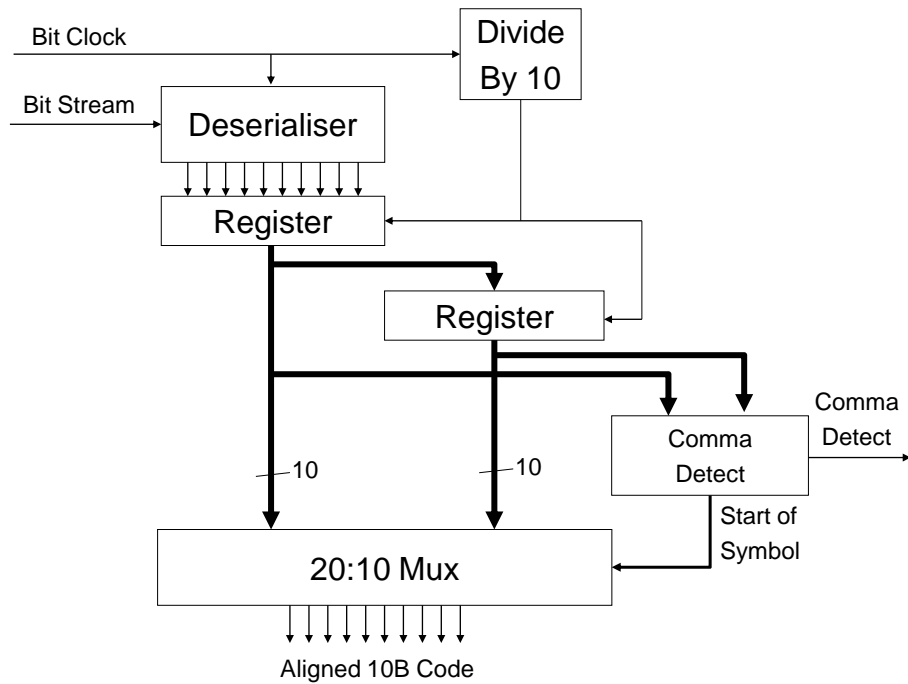 Bit Clock
Divide
By 10
Bit Stream
Deserialiser
Register
Register
Comma
Detect
Comma
Detect
10
10
Start of
Symbol
20:10 Mux
Aligned 10B Code